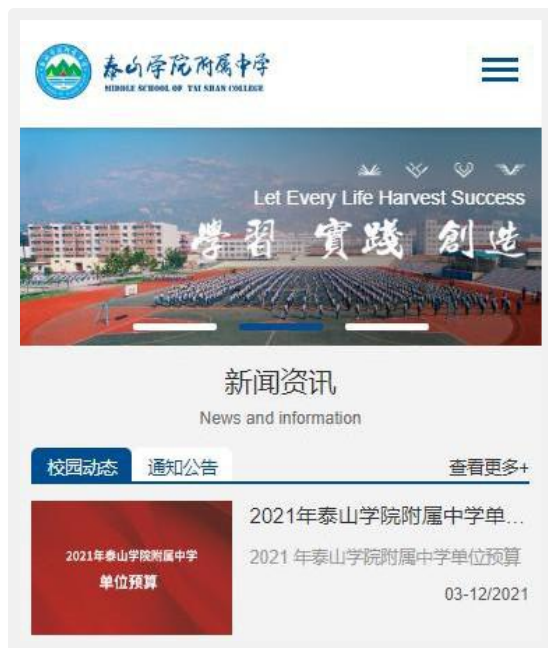 泰山学院附属中学
MIDDLE SCHOOL OF TAI SHAN COLLEGE
Let Every Life Harvest Success
學習 實踐 創造
新闻资讯
News and information
校园动态 通知公告 查看更多+
2021年泰山学院附属中学
单位预算
2021年泰山学院附属中学单...
2021 年泰山学院附属中学单位预算
03-12/2021